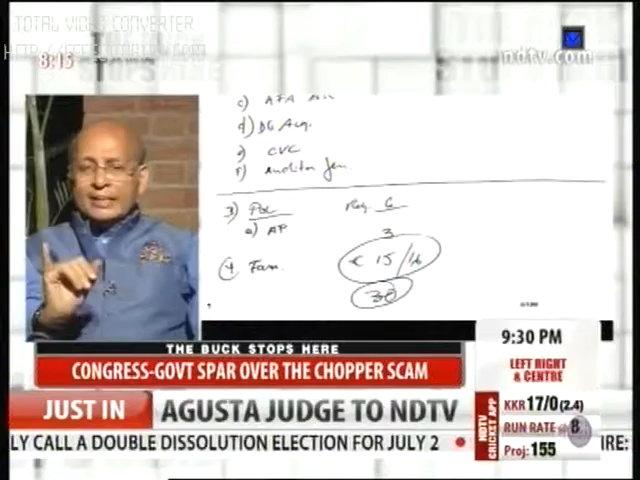 TOTAL VIDEO CONVERTER
8:15
ndtv.com
d) DG Acq.
e) CVC
f) Auditor Gen.
3)
a) AP
3
4. Fam.
€ 15/16
30
THE BUCK STOPS HERE
CONGRESS-GOVT SPAR OVER THE CHOPPER SCAM
9:30 PM
LEFT RIGHT
& CENTRE
JUST IN
AGUSTA JUDGE TO NDTV
NDTV
CRICKET APP
KKR 17/0 (2.4)
RUN RATE 8
Proj: 155
LY CALL A DOUBLE DISSOLUTION ELECTION FOR JULY 2 • IRE: